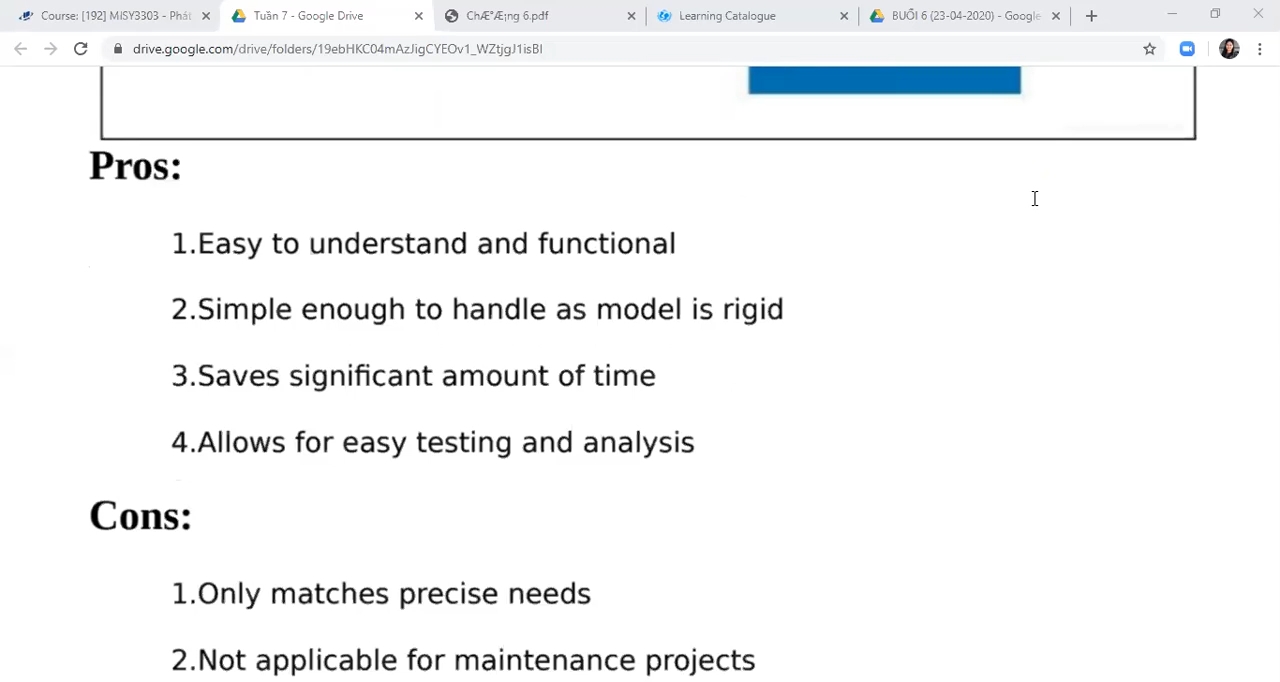 Course: [192] MISY3303 - Phát
Tuần 7 - Google Drive
ChÆ°Æ¡ng 6.pdf
Learning Catalogue
BUỔI 6 (23-04-2020) - Google
drive.google.com/drive/folders/19ebHKC04mAzJigCYEOv1_WZtjgJ1isBI
Pros:
1.Easy to understand and functional
2.Simple enough to handle as model is rigid
3.Saves significant amount of time
4.Allows for easy testing and analysis
Cons:
1.Only matches precise needs
2.Not applicable for maintenance projects